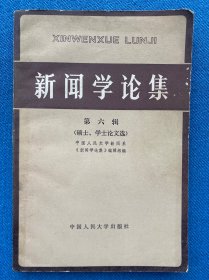 XINWENXUE LUNJI
新闻学论集
第六辑
(硕士、学士论文选)
中国人民大学新闻系
《新闻学论集》编辑组编
中国人民大学出版社